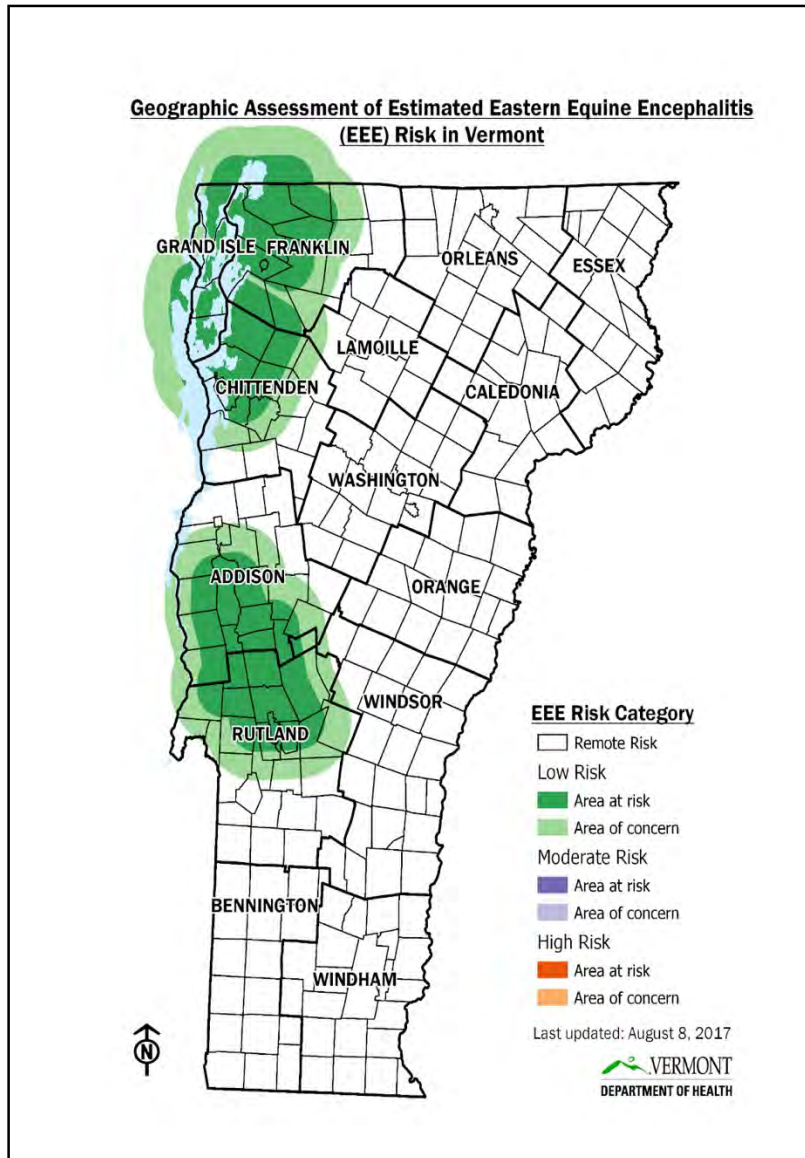 Geographic Assessment of Estimated Eastern Equine Encephalitis
(EEE) Risk in Vermont
GRAND ISLE
FRANKLIN
ORLEANS
ESSEX
LAMOILLE
CHITTENDEN
CALEDONIA
WASHINGTON
ADDISON
ORANGE
WINDSOR
RUTLAND
BENNINGTON
WINDHAM
EEE Risk Category
Remote Risk
Low Risk
Area at risk
Area of concern
Moderate Risk
Area at risk
Area of concern
High Risk
Area at risk
Area of concern
Last updated: August 8, 2017
N
VERMONT
DEPARTMENT OF HEALTH